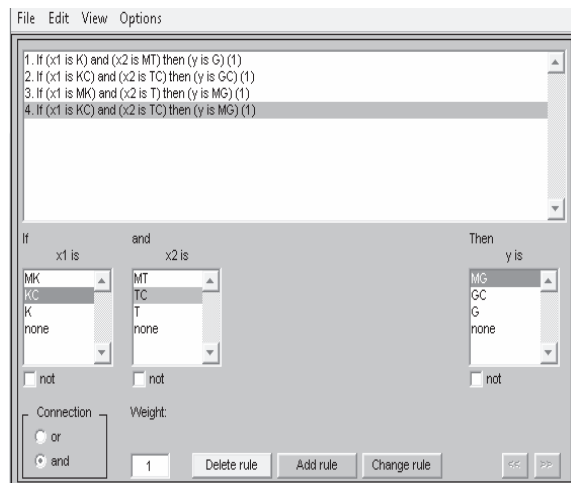 File Edit View Options
1. If (x1 is K) and (x2 is MT) then (y is G) (1)
2. If (x1 is KC) and (x2 is TC) then (y is GC) (1)
3. If (x1 is MK) and (x2 is T) then (y is MG) (1)
4. If (x1 is KC) and (x2 is TC) then (y is MG) (1)
If and Then
x1 is x2 is y is
MK MT MG
KC TC GC
K T G
none none none
not not not
Connection Weight:
or
and 1 Delete rule Add rule Change rule << >>